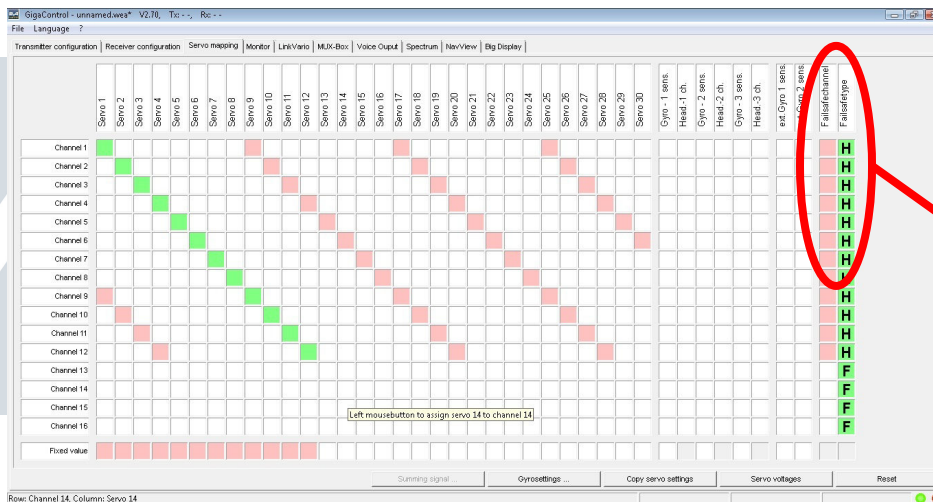 GigaControl - unnamed.wea* V2.70, Tx: - -, Rx: - -
File Language ?
Transmitter configuration Receiver configuration Servo mapping Monitor LinkVario MUX-Box Voice Ouput Spectrum NavView Big Display
Servo 1 Servo 2 Servo 3 Servo 4 Servo 5 Servo 6 Servo 7 Servo 8 Servo 9 Servo 10 Servo 11 Servo 12 Servo 13 Servo 14 Servo 15 Servo 16 Servo 17 Servo 18 Servo 19 Servo 20 Servo 21 Servo 22 Servo 23 Servo 24 Servo 25 Servo 26 Servo 27 Servo 28 Servo 29 Servo 30 Gyro - 1 sens. Head.-1 ch. Gyro - 2 sens. Head.-2 ch. Gyro - 3 sens. Head.-3 ch. ext.Gyro 1 sens. Gyro 2 sens. Failsafechannel Failsafetype
Channel 1 H
Channel 2 H
Channel 3 H
Channel 4 H
Channel 5 H
Channel 6 H
Channel 7 H
Channel 8 H
Channel 9 H
Channel 10 H
Channel 11 H
Channel 12 H
Channel 13 F
Channel 14 F
Channel 15 F
Left mousebutton to assign servo 14 to channel 14
Channel 16 F
Fixed value
Summing signal ... Gyrosettings ... Copy servo settings Servo voltages Reset
Row: Channel 14, Column: Servo 14